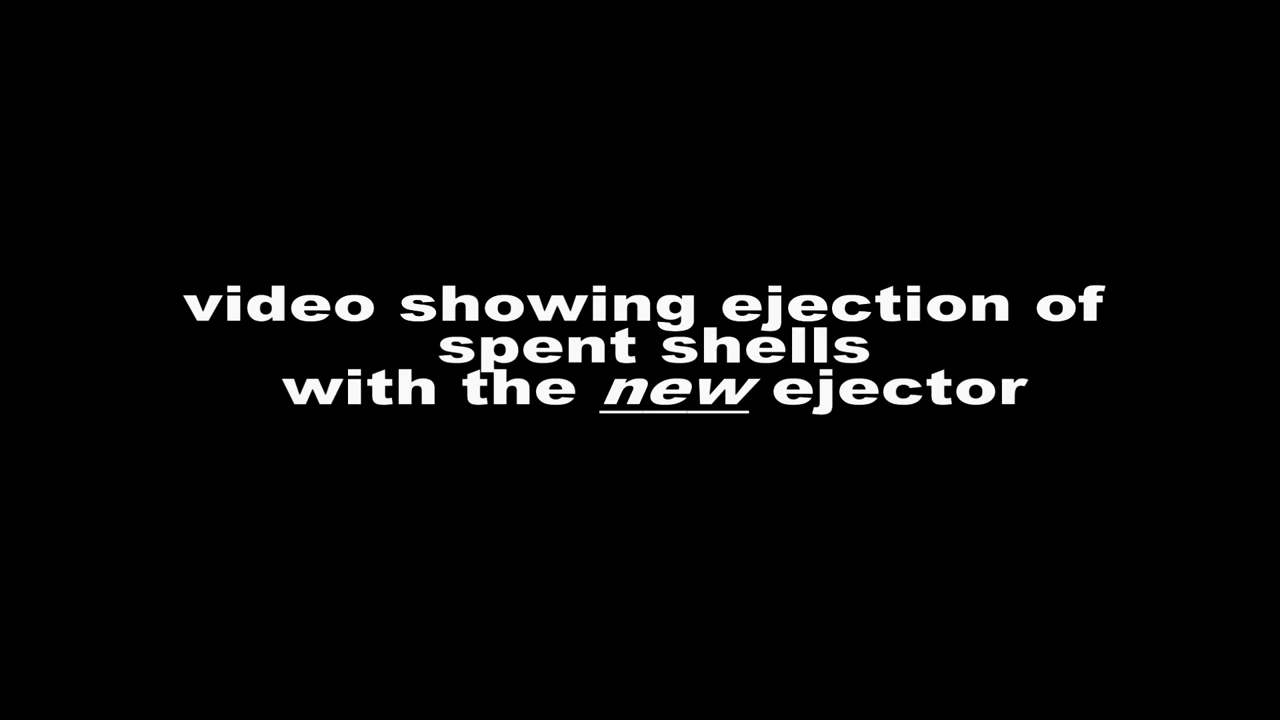 video showing ejection of
spent shells
with the new ejector